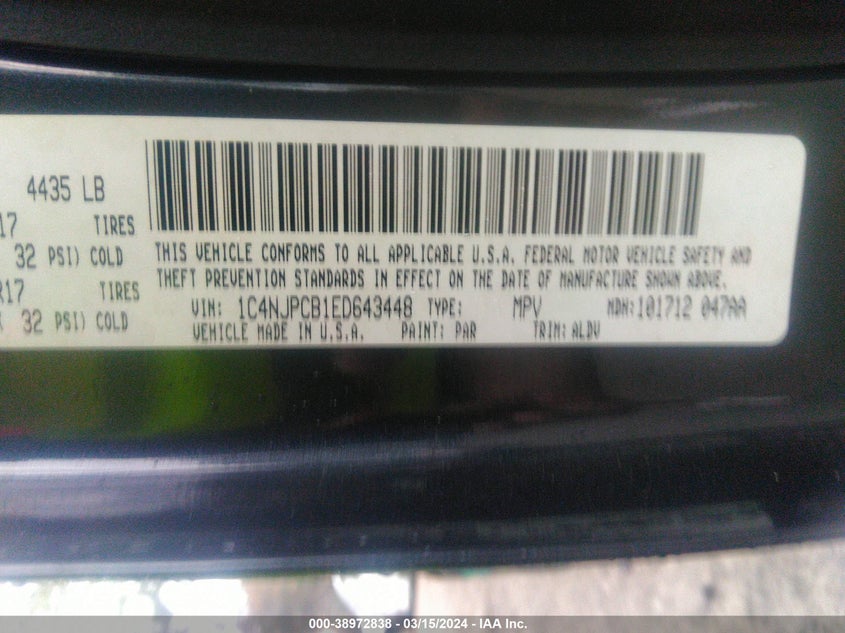 4435 LB
17 TIRES
32 PSI) COLD
R17 TIRES
32 PSI) COLD
THIS VEHICLE CONFORMS TO ALL APPLICABLE U.S.A. FEDERAL MOTOR VEHICLE SAFETY AND
THEFT PREVENTION STANDARDS IN EFFECT ON THE DATE OF MANUFACTURE SHOWN ABOVE.
VIN: 1C4NJPCB1ED643448 TYPE: MPV MDH:101712 047AA
VEHICLE MADE IN U.S.A. PAINT: PAR TRIM: ALDV
000-38972838 - 03/15/2024 - IAA Inc.